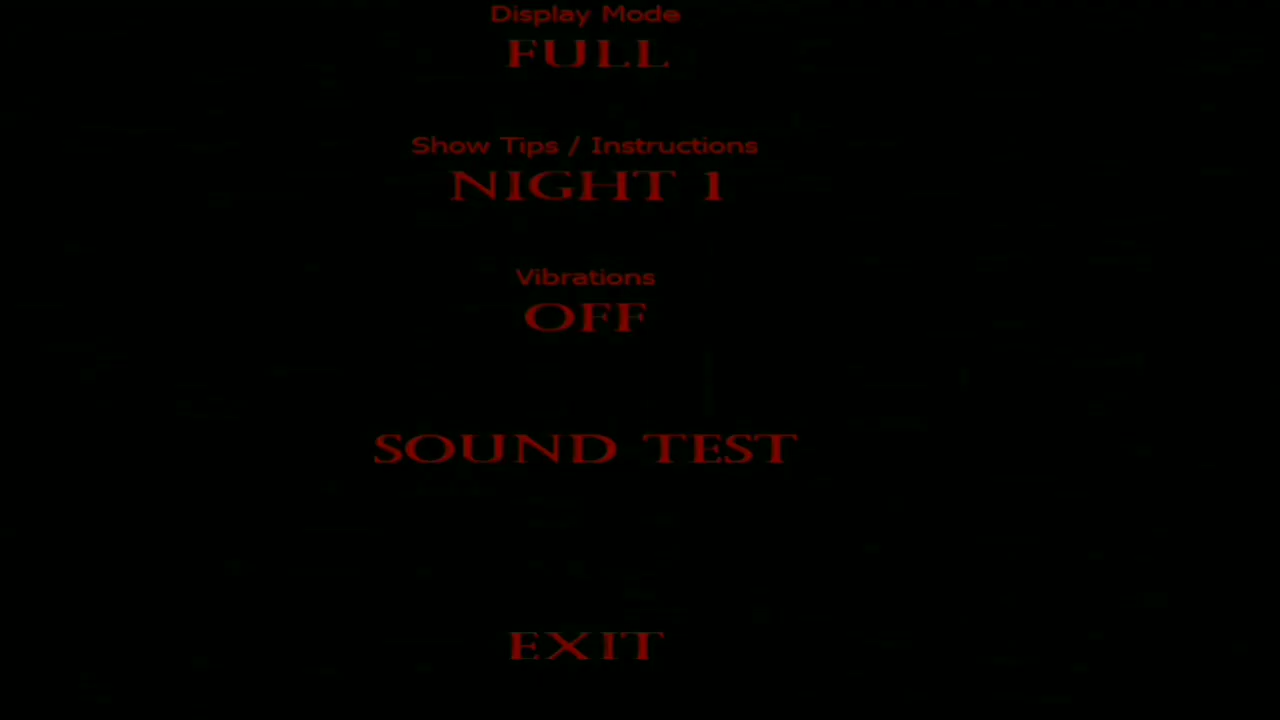 Display Mode
FULL
Show Tips / Instructions
NIGHT 1
Vibrations
OFF
SOUND TEST
EXIT